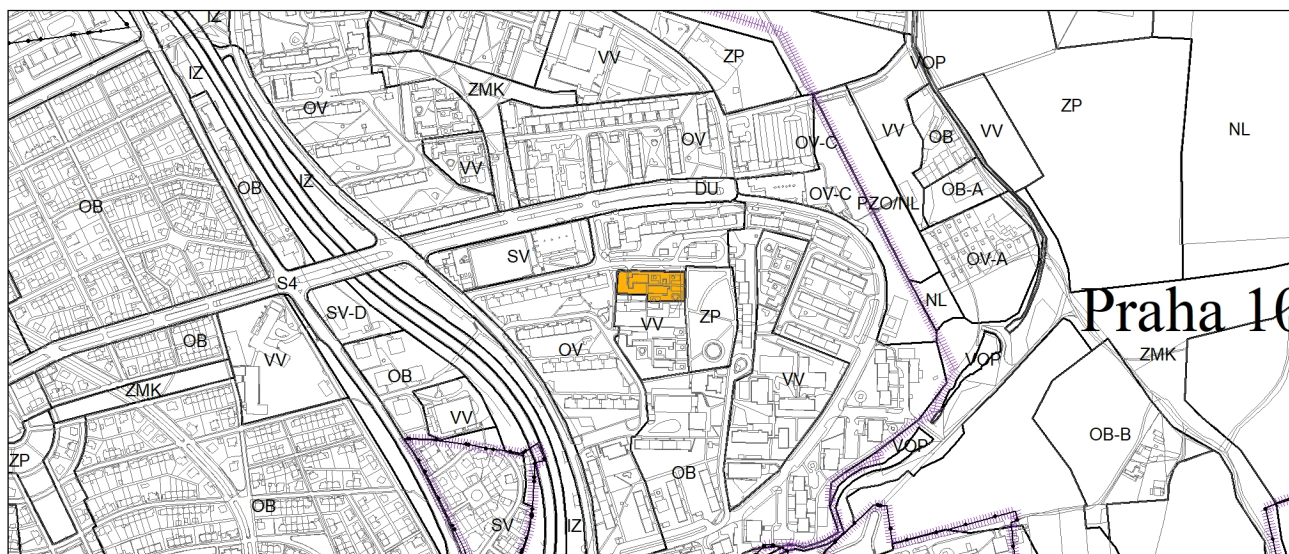 IZ
IZ
VV
ZP
VOP
ZMK
ZP
OV
NL
VV
OB
VV
OV
OV-C
VV
OB
IZ
DU
OV-C
PZO/NL
OB-A
OB
SV
OV-A
S4
NL
Praha 16
SV-D
ZP
VV
OB
VV
OV
ZMK
VOP
ZMK
OB
VV
VV
OB-B
ZP
VOP
OB
OB
SV
IZ